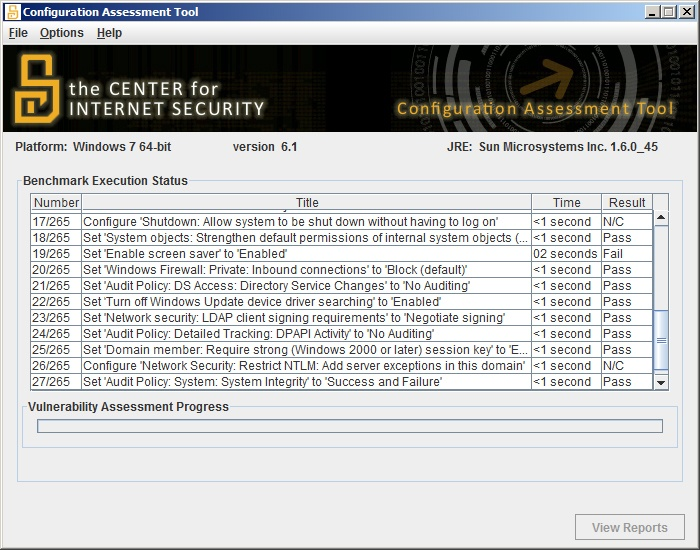 Configuration Assessment Tool
File Options Help
the CENTER for
INTERNET SECURITY
Configuration Assessment Tool
Platform: Windows 7 64-bit version 6.1 JRE: Sun Microsystems Inc. 1.6.0_45
Benchmark Execution Status
Number Title Time Result
17/265 Configure 'Shutdown: Allow system to be shut down without having to log on' <1 second N/C
18/265 Set 'System objects: Strengthen default permissions of internal system objects (... <1 second Pass
19/265 Set 'Enable screen saver' to 'Enabled' 02 seconds Fail
20/265 Set 'Windows Firewall: Private: Inbound connections' to 'Block (default)' <1 second Pass
21/265 Set 'Audit Policy: DS Access: Directory Service Changes' to 'No Auditing' <1 second Pass
22/265 Set 'Turn off Windows Update device driver searching' to 'Enabled' <1 second Pass
23/265 Set 'Network security: LDAP client signing requirements' to 'Negotiate signing' <1 second Pass
24/265 Set 'Audit Policy: Detailed Tracking: DPAPI Activity' to 'No Auditing' <1 second Pass
25/265 Set 'Domain member: Require strong (Windows 2000 or later) session key' to 'E... <1 second Pass
26/265 Configure 'Network Security: Restrict NTLM: Add server exceptions in this domain' <1 second N/C
27/265 Set 'Audit Policy: System: System Integrity' to 'Success and Failure' <1 second Pass
Vulnerability Assessment Progress
View Reports